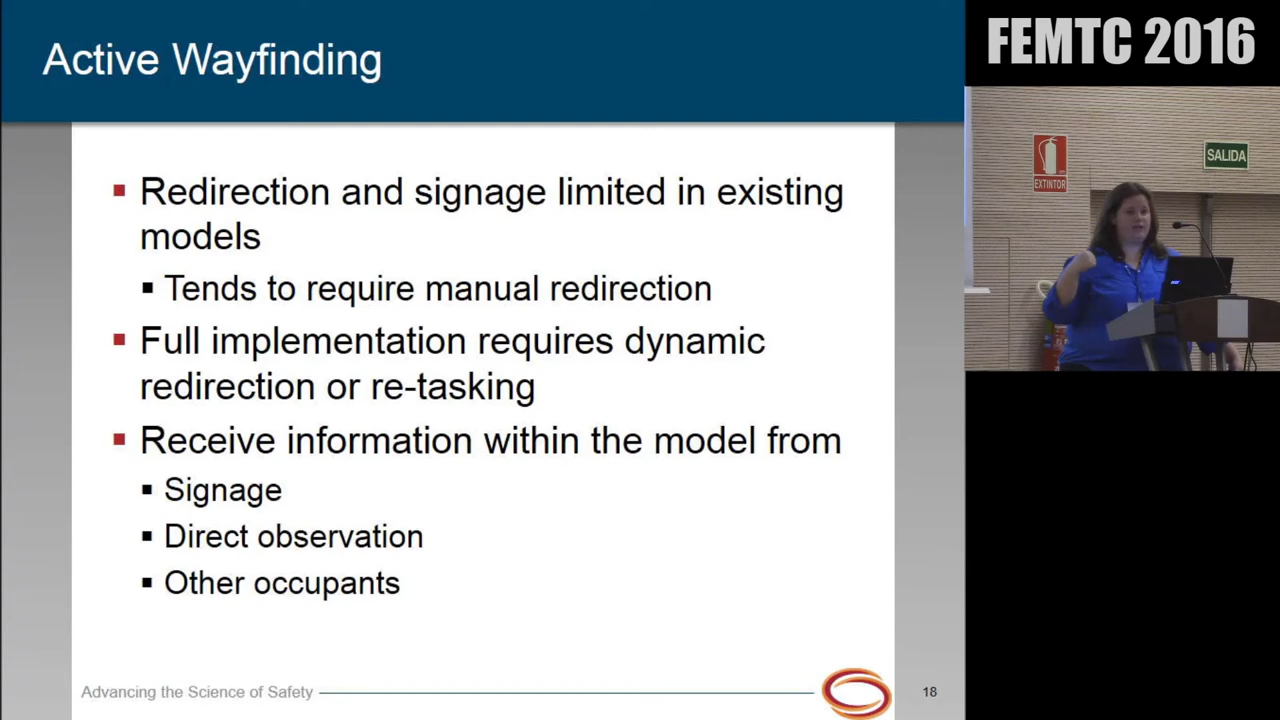 Active Wayfinding
FEMTC 2016
EXTINTOR
SALIDA
▪ Redirection and signage limited in existing
models
▪ Tends to require manual redirection
▪ Full implementation requires dynamic
redirection or re-tasking
▪ Receive information within the model from
▪ Signage
▪ Direct observation
▪ Other occupants
Advancing the Science of Safety
18